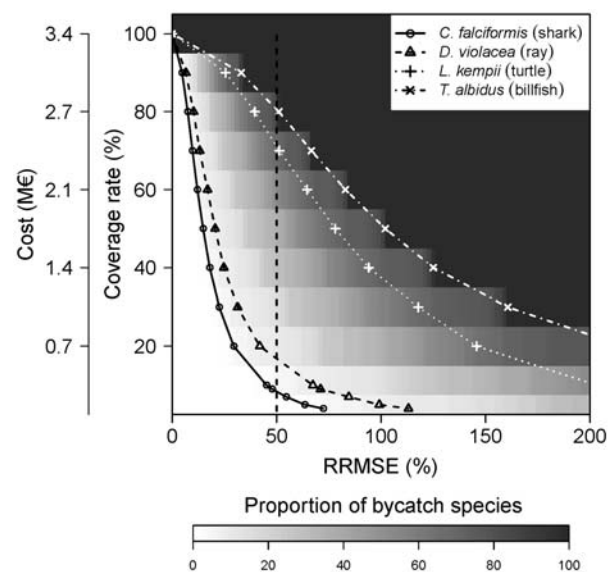 C. falciformis (shark)
D. violacea (ray)
L. kempii (turtle)
T. albidus (billfish)
Cost (M€)
3.4
2.7
2.1
1.4
0.7
Coverage rate (%)
100
80
60
40
20
0 50 100 150 200
RRMSE (%)
Proportion of bycatch species
0 20 40 60 80 100